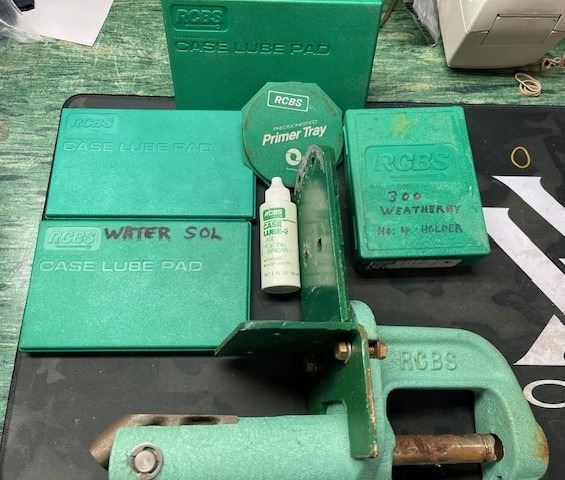 RCBS
CASE LUBE PAD
RCBS
PRECISIONEERED
Primer Tray
RCBS
CASE LUBE PAD
RCBS
WATER SOL
CASE LUBE PAD
RCBS
CASE
LUBE-2
RCBS
300
WEATHERBY
NO: 4 · HOLDER
RCBS